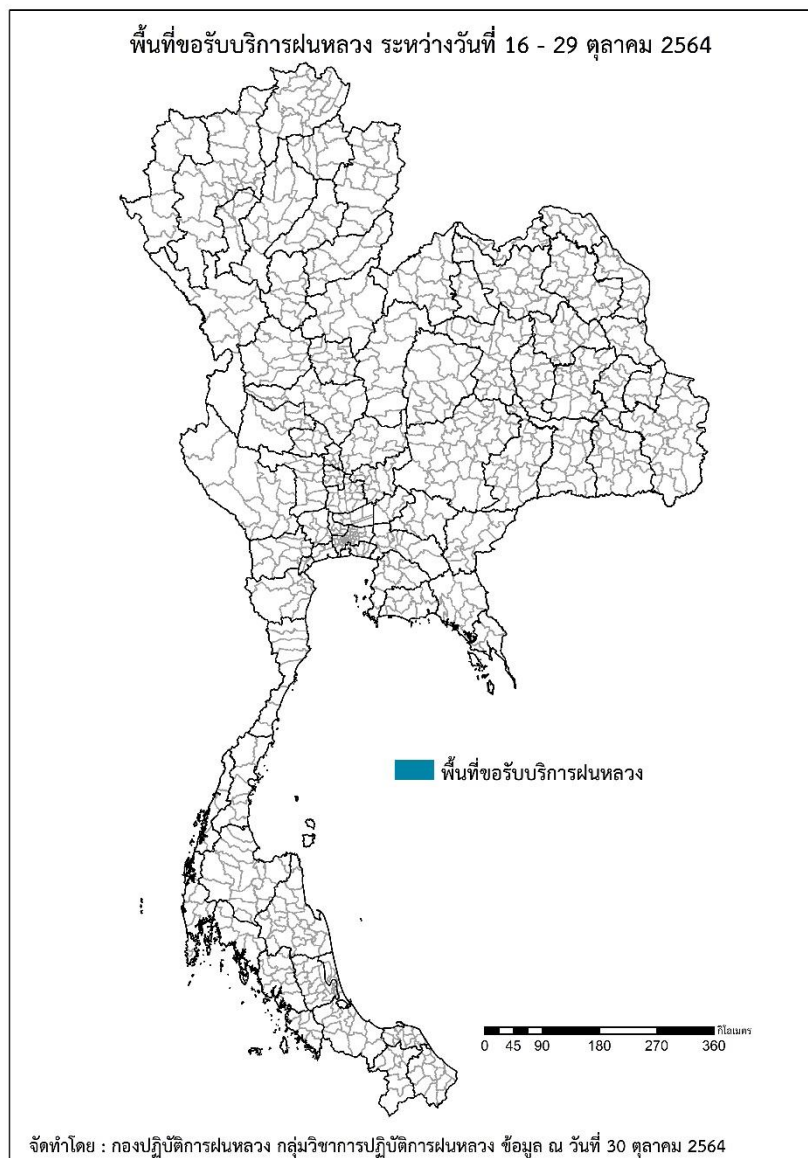 พื้นที่ขอรับบริการฝนหลวง ระหว่างวันที่ 16 - 29 ตุลาคม 2564
พื้นที่ขอรับบริการฝนหลวง
กิโลเมตร
0 45 90 180 270 360
จัดทำโดย : กองปฏิบัติการฝนหลวง กลุ่มวิชาการปฏิบัติการฝนหลวง ข้อมูล ณ วันที่ 30 ตุลาคม 2564